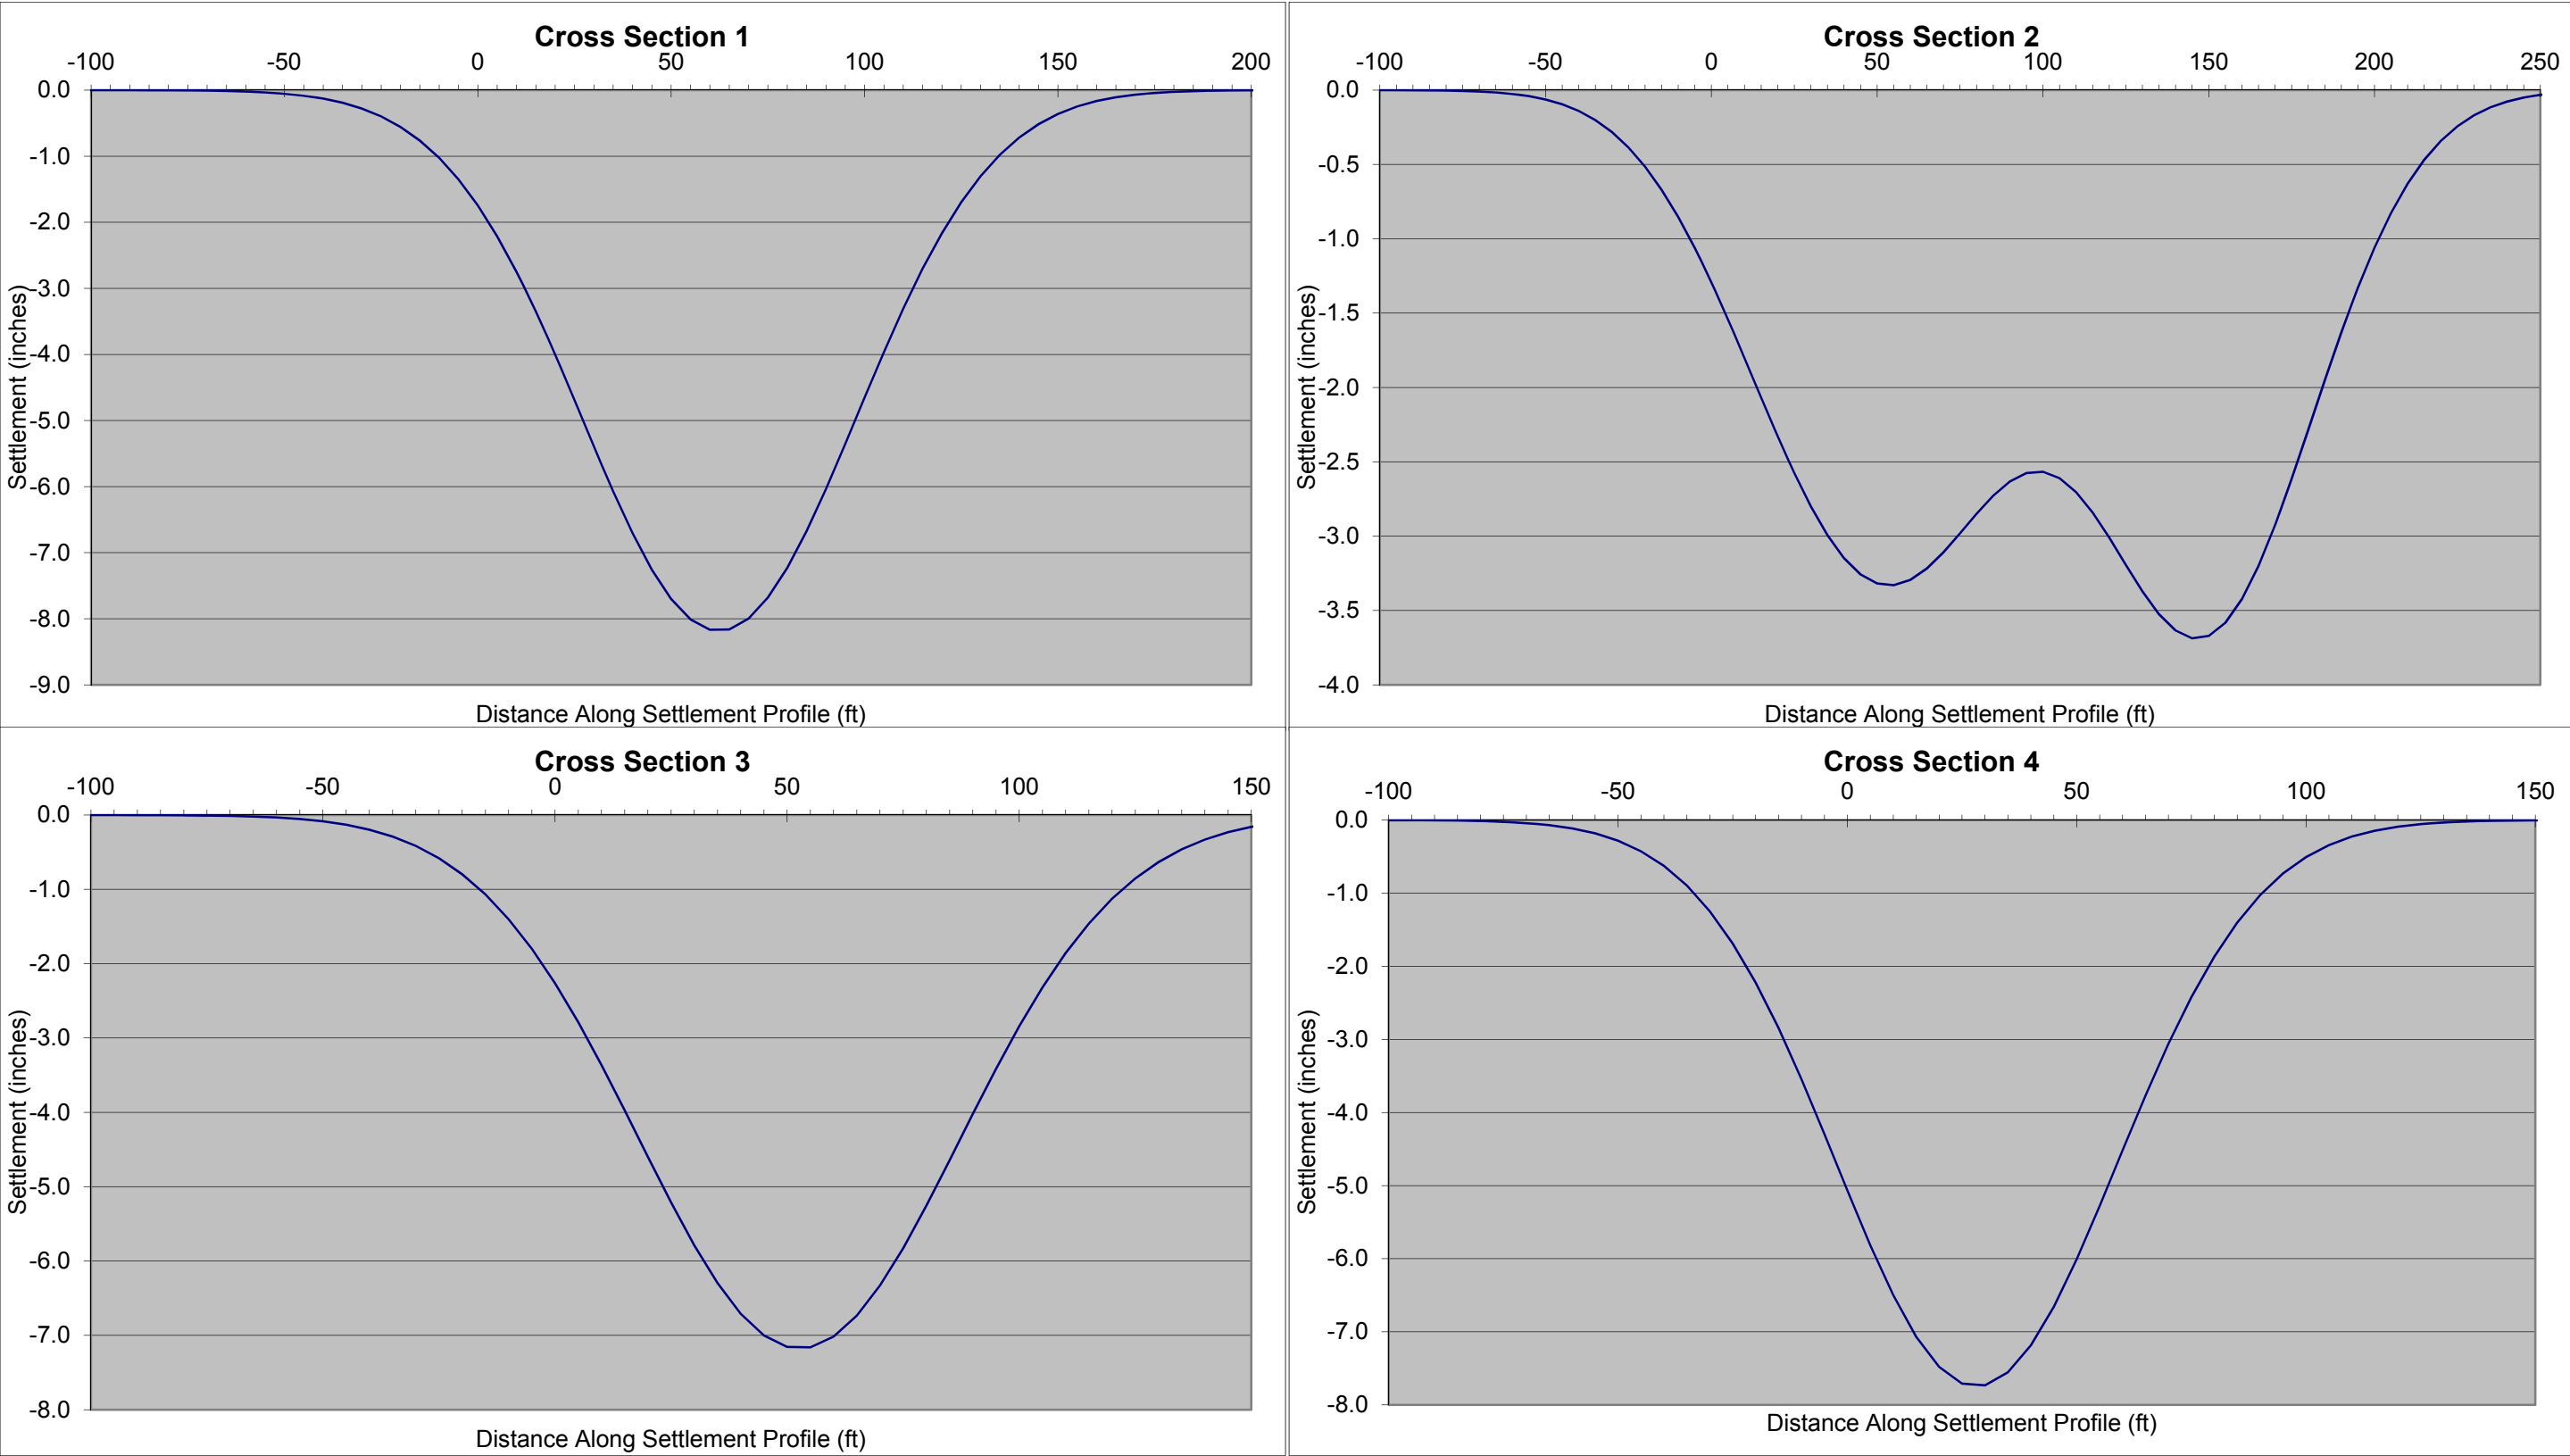 Cross Section 1
-100 -50 0 50 100 150 200
0.0
-1.0
-2.0
-3.0
-4.0
-5.0
-6.0
-7.0
-8.0
-9.0
Settlement (inches)
Distance Along Settlement Profile (ft)
Cross Section 2
-100 -50 0 50 100 150 200 250
0.0
-0.5
-1.0
-1.5
-2.0
-2.5
-3.0
-3.5
-4.0
Settlement (inches)
Distance Along Settlement Profile (ft)
Cross Section 3
-100 -50 0 50 100 150
0.0
-1.0
-2.0
-3.0
-4.0
-5.0
-6.0
-7.0
-8.0
Settlement (inches)
Distance Along Settlement Profile (ft)
Cross Section 4
-100 -50 0 50 100 150
0.0
-1.0
-2.0
-3.0
-4.0
-5.0
-6.0
-7.0
-8.0
Settlement (inches)
Distance Along Settlement Profile (ft)